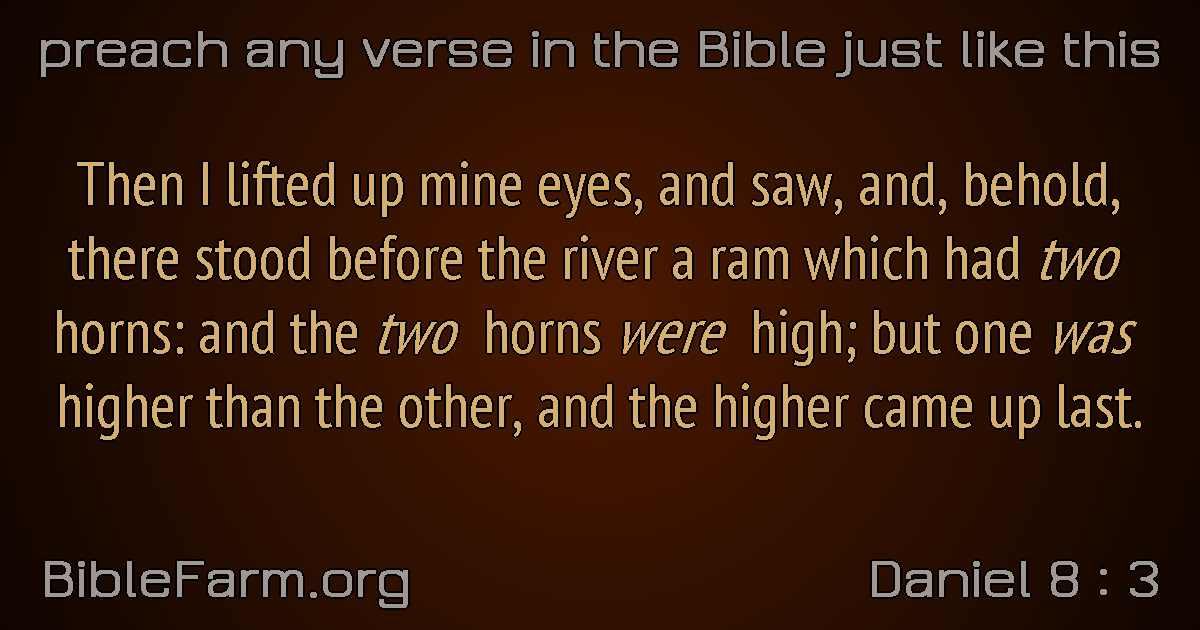 preach any verse in the Bible just like this
Then I lifted up mine eyes, and saw, and, behold,
there stood before the river a ram which had two
horns: and the two horns were high; but one was
higher than the other, and the higher came up last.
BibleFarm.org
Daniel 8 : 3